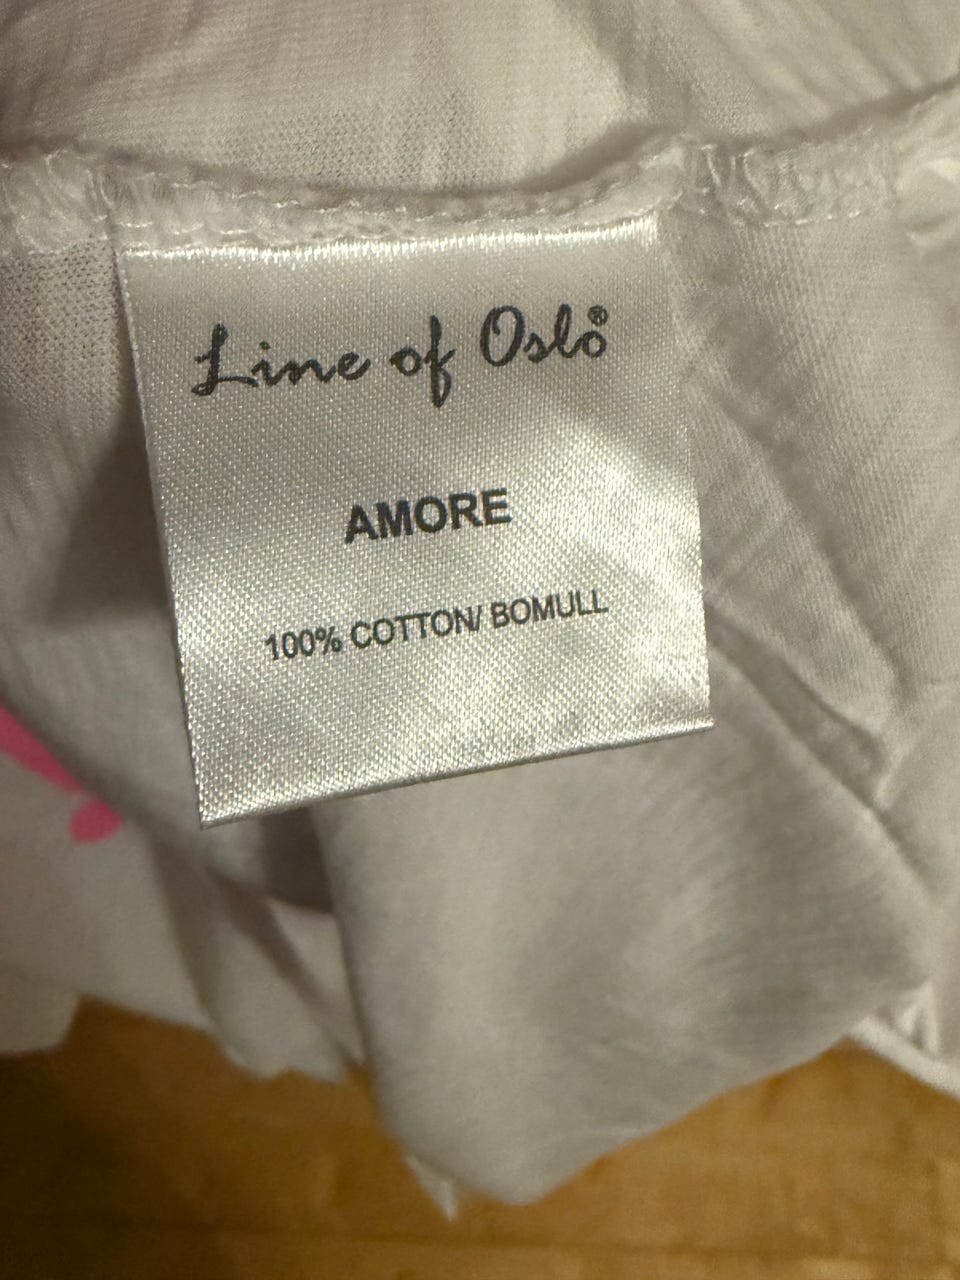 Line of Oslo®
AMORE
100% COTTON/ BOMULL